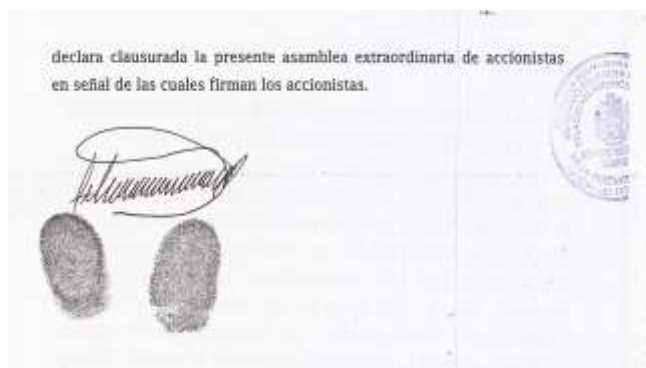 declara clausurada la presente asamblea extraordinaria de accionistas
en señal de las cuales firman los accionistas.